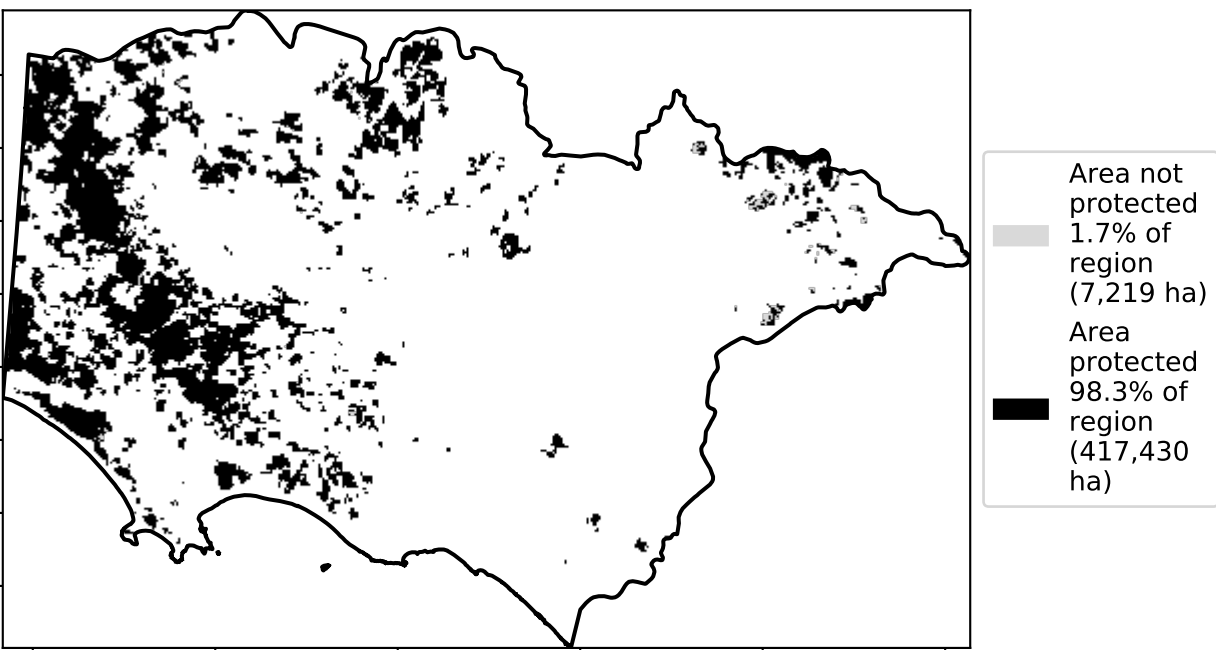 Area not
protected
1.7% of
region
(7,219 ha)
Area
protected
98.3% of
region
(417,430
ha)